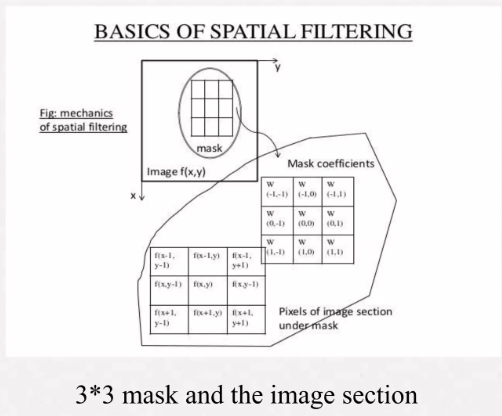 BASICS OF SPATIAL FILTERING
y
Fig: mechanics
of spatial filtering
mask
Image f(x,y)
x
Mask coefficients
W W W
(-1,-1) (-1,0) (-1,1)
W W W
(0,-1) (0,0) (0,1)
W W W
(1,-1) (1,0) (1,1)
f(x-1, f(x-1,y) f(x-1,
y-1) y+1)
f(x,y-1) f(x,y) f(x,y-1)
f(x+1, f(x+1,y) f(x+1,
y-1) y+1)
Pixels of image section
under mask
3*3 mask and the image section